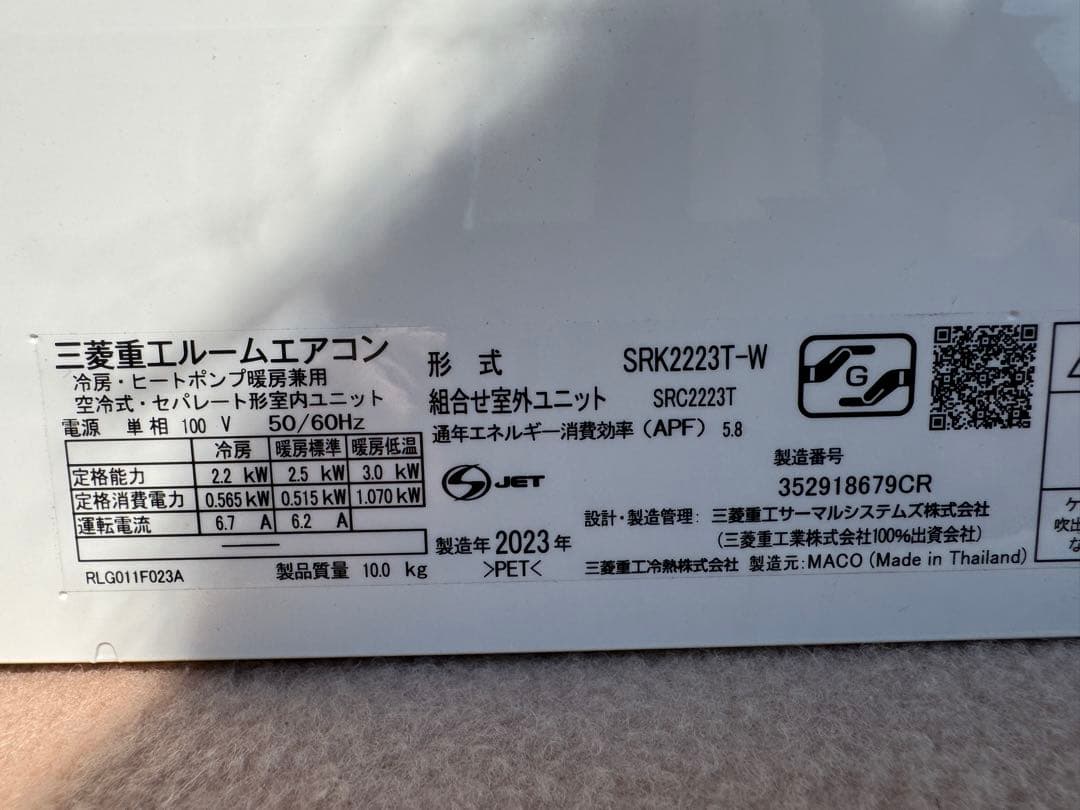 三菱重工ルームエアコン
冷房・ヒートポンプ暖房兼用
空冷式・セパレート形室内ユニット
電源 単相 100 V 50/60Hz
冷房 暖房標準 暖房低温
定格能力 2.2 kW 2.5 kW 3.0 kW
定格消費電力 0.565 kW 0.515 kW 1.070 kW
運転電流 6.7 A 6.2 A
RLG011F023A
製品質量 10.0 kg
形式 SRK2223T-W
組合せ室外ユニット SRC2223T
通年エネルギー消費効率(APF) 5.8
JET
製造年 2023 年
>PET<
G
製造番号
352918679CR
設計・製造管理: 三菱重工サーマルシステムズ株式会社
(三菱重工業株式会社100%出資会社)
三菱重工冷熱株式会社 製造元:MACO (Made in Thailand)
ケ
吹出
な